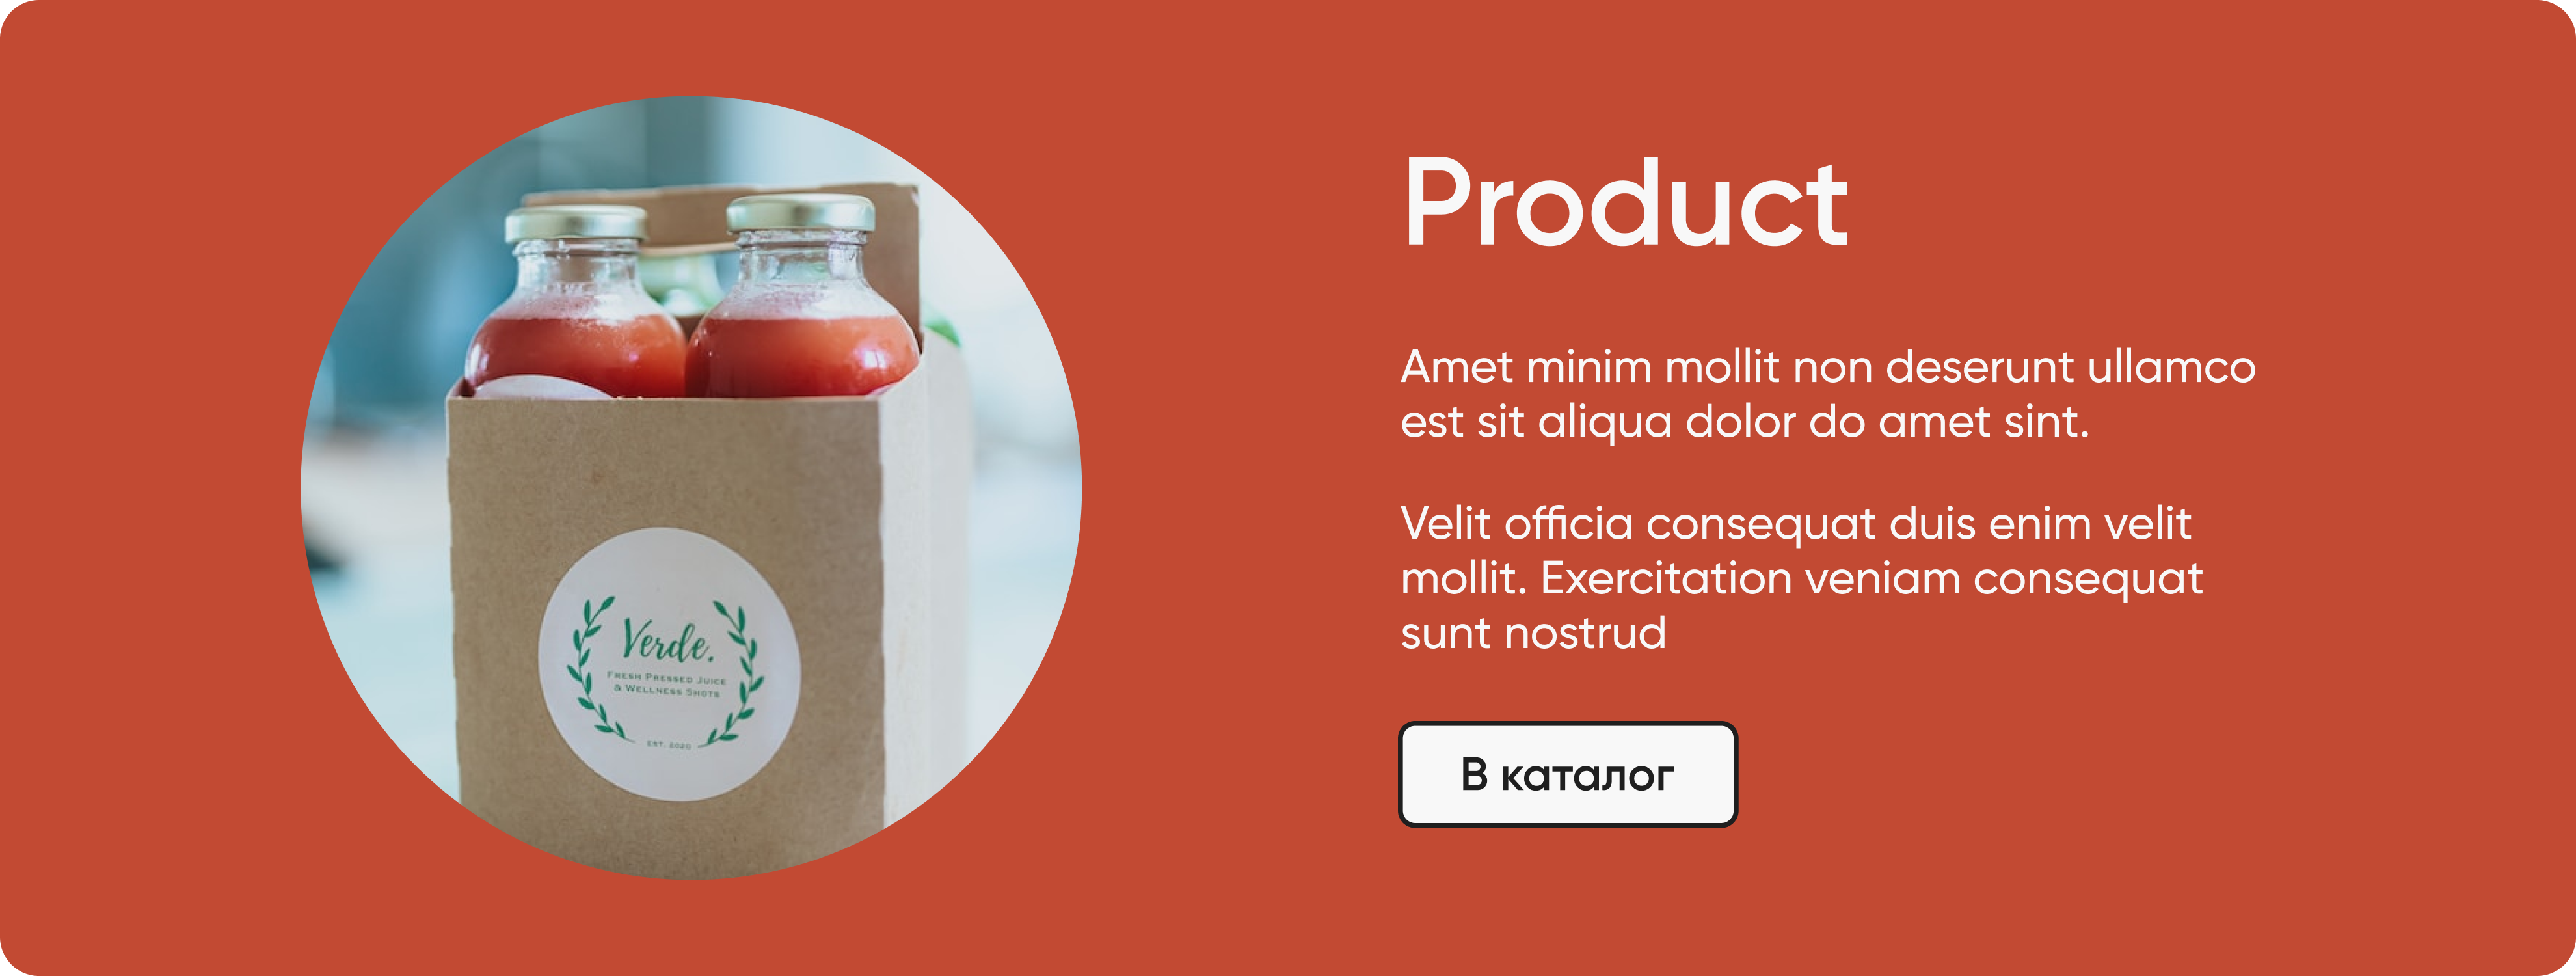 Product
Amet minim mollit non deserunt ullamco
est sit aliqua dolor do amet sint.
Velit officia consequat duis enim velit
mollit. Exercitation veniam consequat
sunt nostrud
В каталог
Verde.
Fresh Pressed Juice
& Wellness Shots
EST. 2020